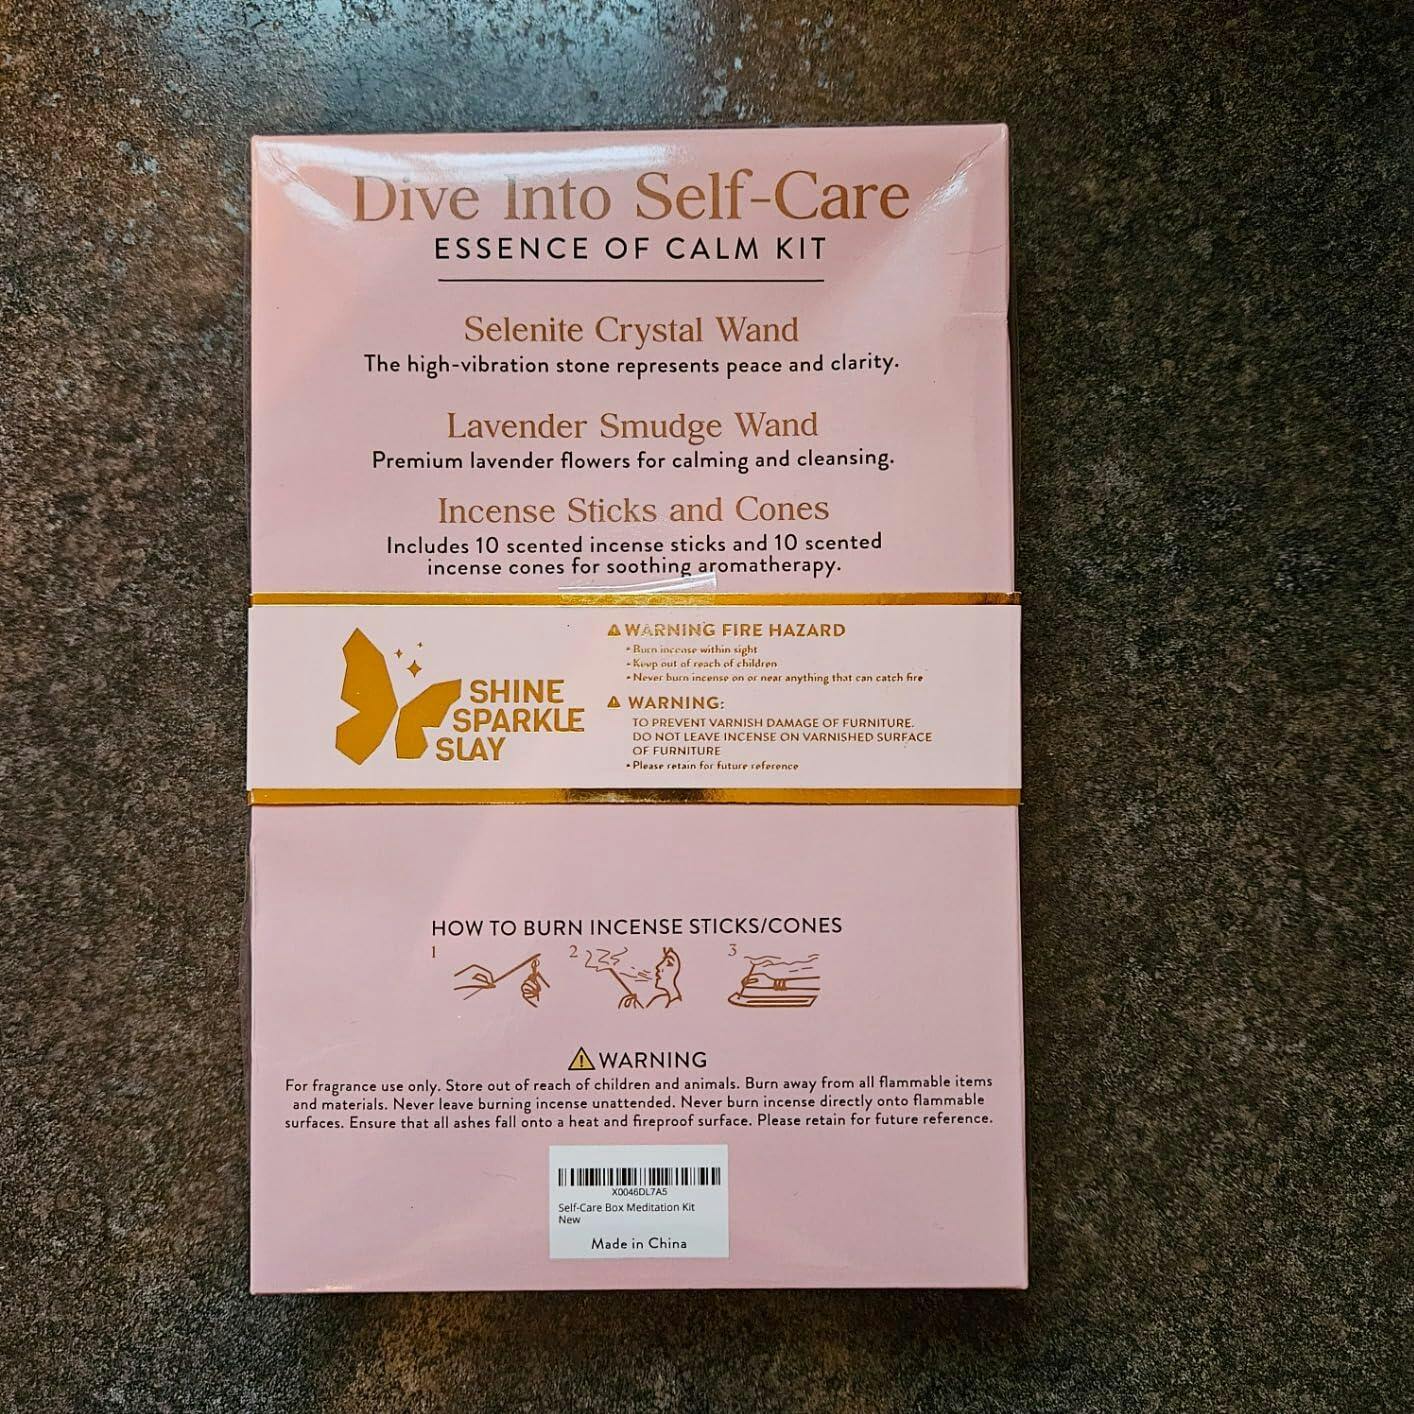 Dive Into Self-Care
ESSENCE OF CALM KIT
Selenite Crystal Wand
The high-vibration stone represents peace and clarity.
Lavender Smudge Wand
Premium lavender flowers for calming and cleansing.
Incense Sticks and Cones
Includes 10 scented incense sticks and 10 scented
incense cones for soothing aromatherapy.
SHINE
SPARKLE
SLAY
⚠ WARNING FIRE HAZARD
• Burn incense within sight
• Keep out of reach of children
• Never burn incense on or near anything that can catch fire
⚠ WARNING:
TO PREVENT VARNISH DAMAGE OF FURNITURE.
DO NOT LEAVE INCENSE ON VARNISHED SURFACE
OF FURNITURE
• Please retain for future reference
HOW TO BURN INCENSE STICKS/CONES
1 2 3
⚠ WARNING
For fragrance use only. Store out of reach of children and animals. Burn away from all flammable items
and materials. Never leave burning incense unattended. Never burn incense directly onto flammable
surfaces. Ensure that all ashes fall onto a heat and fireproof surface. Please retain for future reference.
X0046DL7A5
Self-Care Box Meditation Kit
New
Made in China